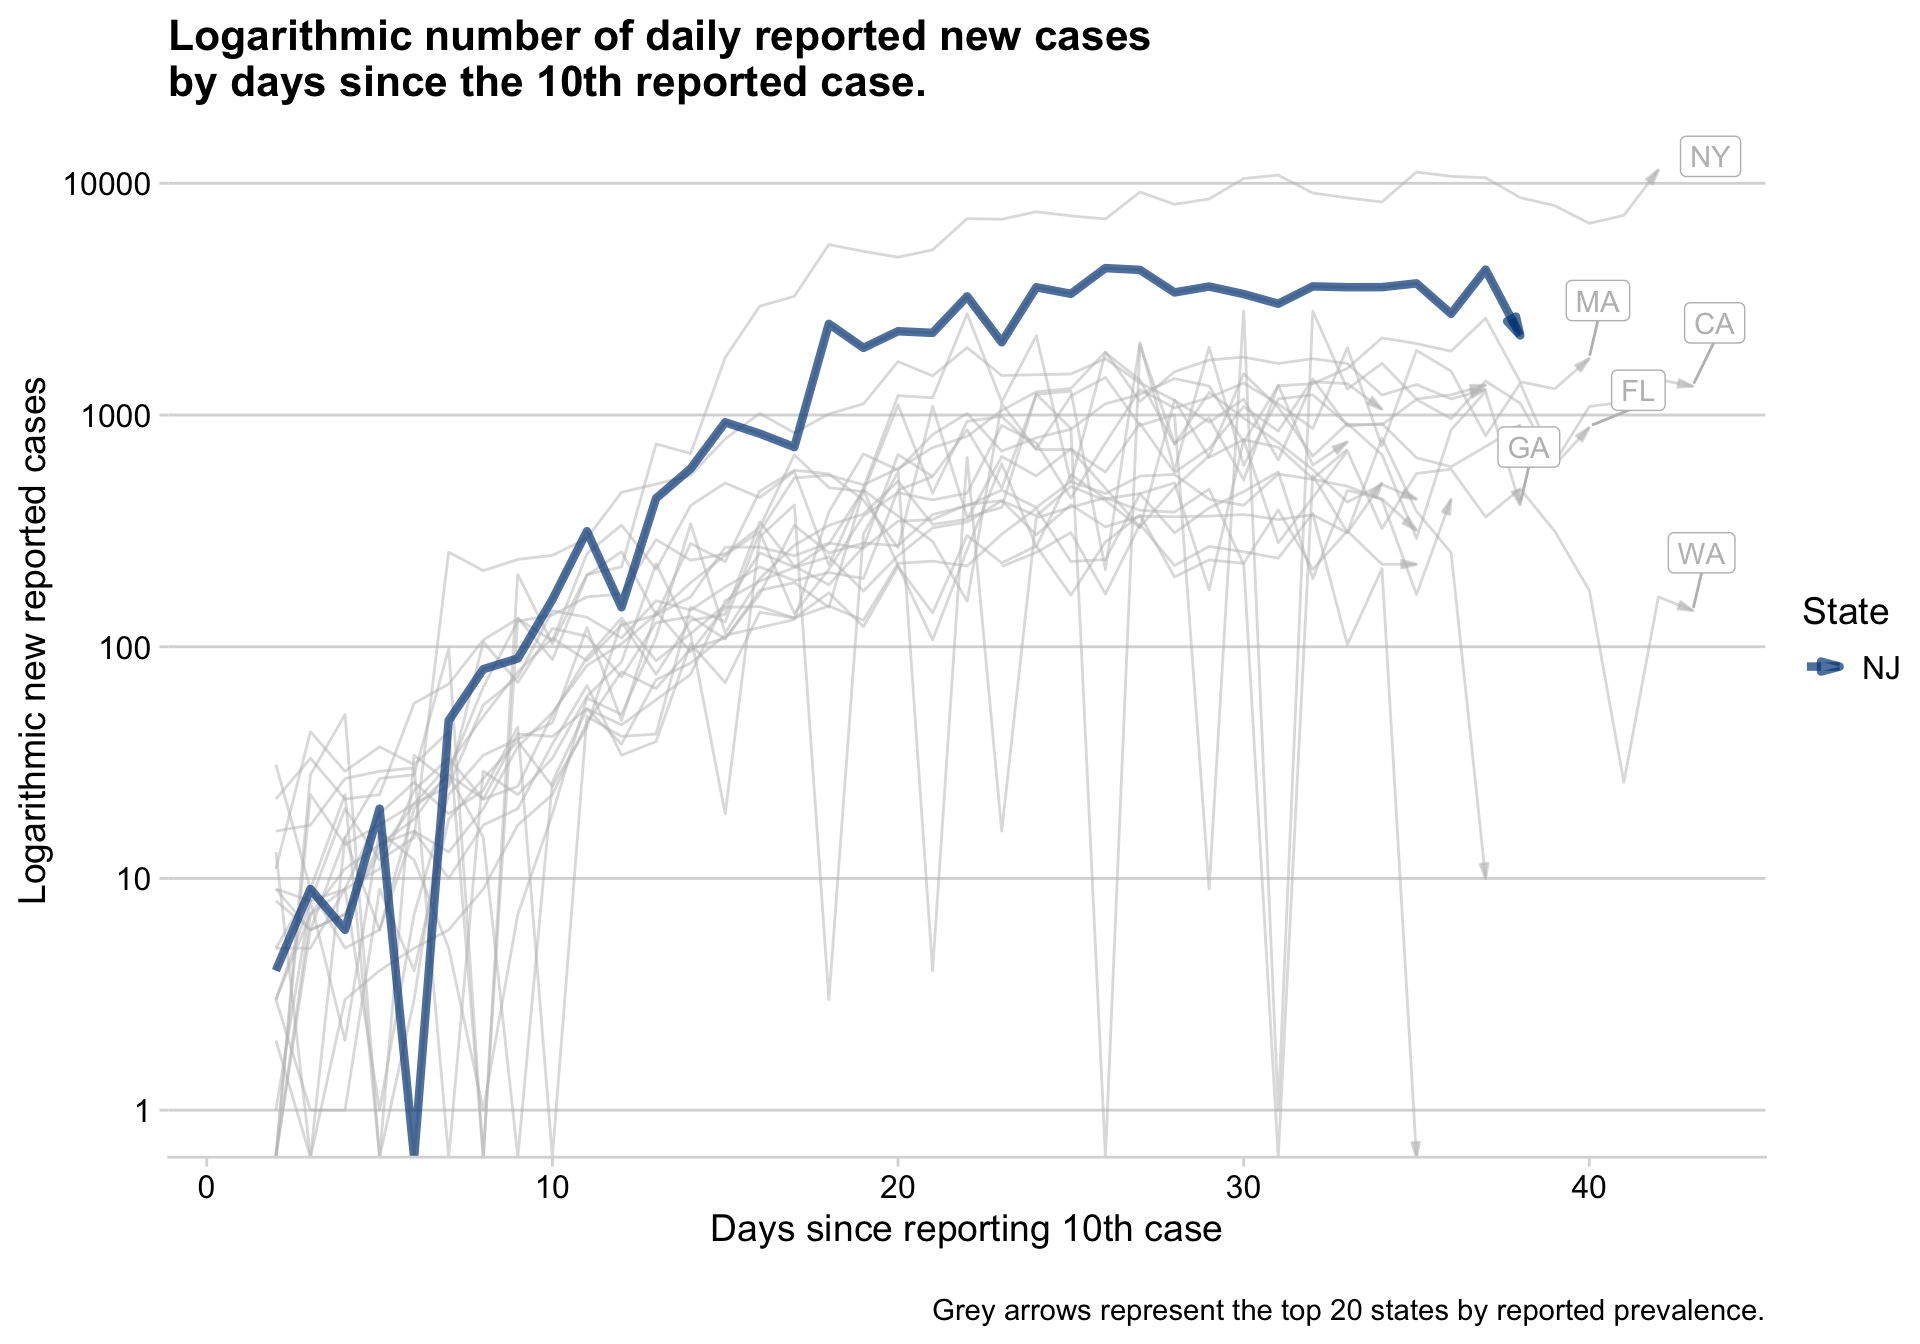 Logarithmic number of daily reported new cases
by days since the 10th reported case.
Logarithmic new reported cases
10000
1000
100
10
1
NY
MA
CA
FL
GA
WA
State
NJ
0
10
20
30
40
Days since reporting 10th case
Grey arrows represent the top 20 states by reported prevalence.